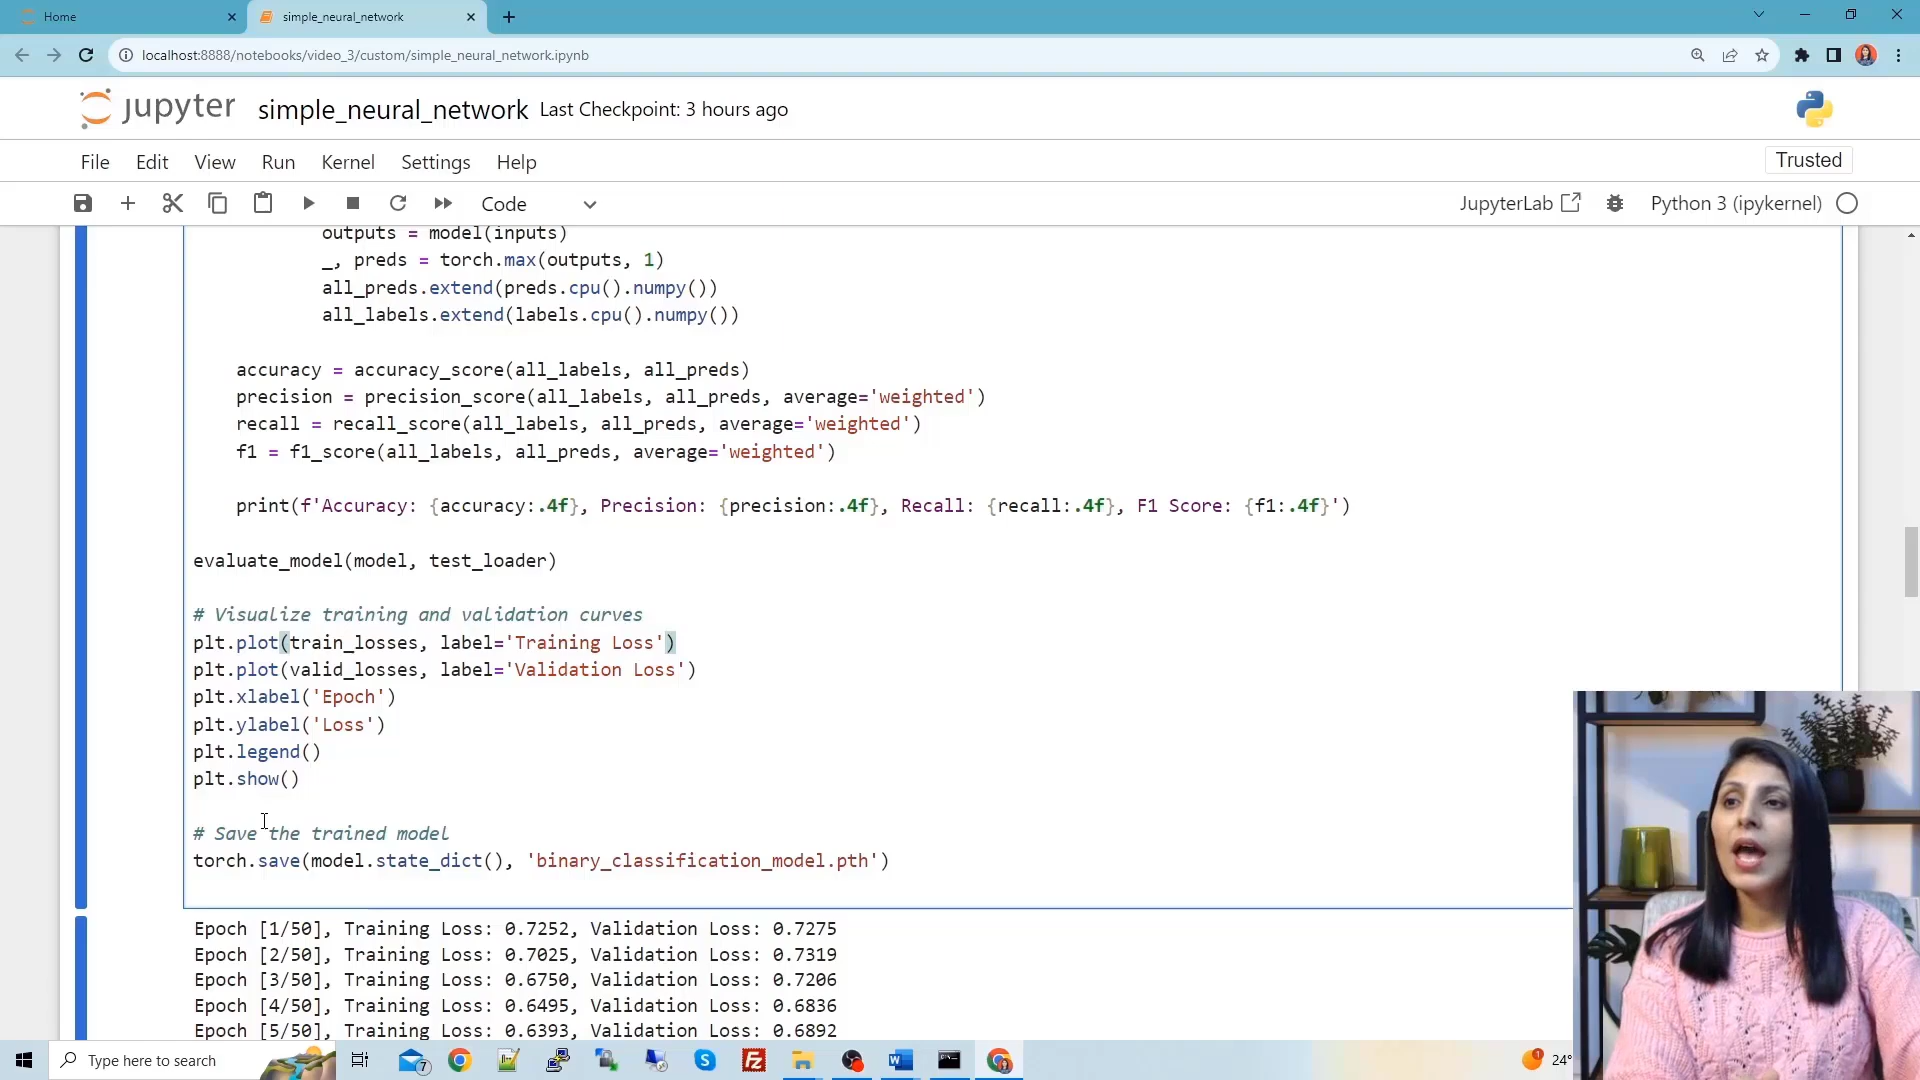 Home
simple_neural_network
localhost:8888/notebooks/video_3/custom/simple_neural_network.ipynb
jupyter simple_neural_network Last Checkpoint: 3 hours ago
File Edit View Run Kernel Settings Help Trusted
Code JupyterLab Python 3 (ipykernel)
outputs = model(inputs)
_, preds = torch.max(outputs, 1)
all_preds.extend(preds.cpu().numpy())
all_labels.extend(labels.cpu().numpy())
accuracy = accuracy_score(all_labels, all_preds)
precision = precision_score(all_labels, all_preds, average='weighted')
recall = recall_score(all_labels, all_preds, average='weighted')
f1 = f1_score(all_labels, all_preds, average='weighted')
print(f'Accuracy: {accuracy:.4f}, Precision: {precision:.4f}, Recall: {recall:.4f}, F1 Score: {f1:.4f}')
evaluate_model(model, test_loader)
# Visualize training and validation curves
plt.plot(train_losses, label='Training Loss')
plt.plot(valid_losses, label='Validation Loss')
plt.xlabel('Epoch')
plt.ylabel('Loss')
plt.legend()
plt.show()
# Save the trained model
torch.save(model.state_dict(), 'binary_classification_model.pth')
Epoch [1/50], Training Loss: 0.7252, Validation Loss: 0.7275
Epoch [2/50], Training Loss: 0.7025, Validation Loss: 0.7319
Epoch [3/50], Training Loss: 0.6750, Validation Loss: 0.7206
Epoch [4/50], Training Loss: 0.6495, Validation Loss: 0.6836
Epoch [5/50], Training Loss: 0.6393, Validation Loss: 0.6892
Type here to search 7 24°